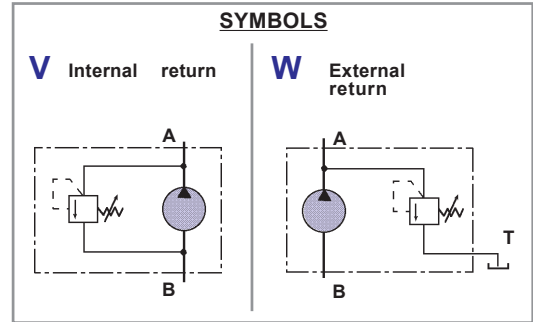 SYMBOLS
V Internal return
A
B
W External
return
A
T
B